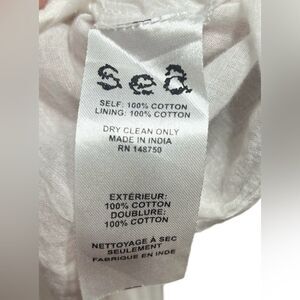 sea
SELF: 100% COTTON
LINING: 100% COTTON
DRY CLEAN ONLY
MADE IN INDIA
RN 148750
EXTÉRIEUR:
100% COTTON
DOUBLURE:
100% COTTON
NETTOYAGE À SEC
SEULEMENT
FABRIQUE EN INDE